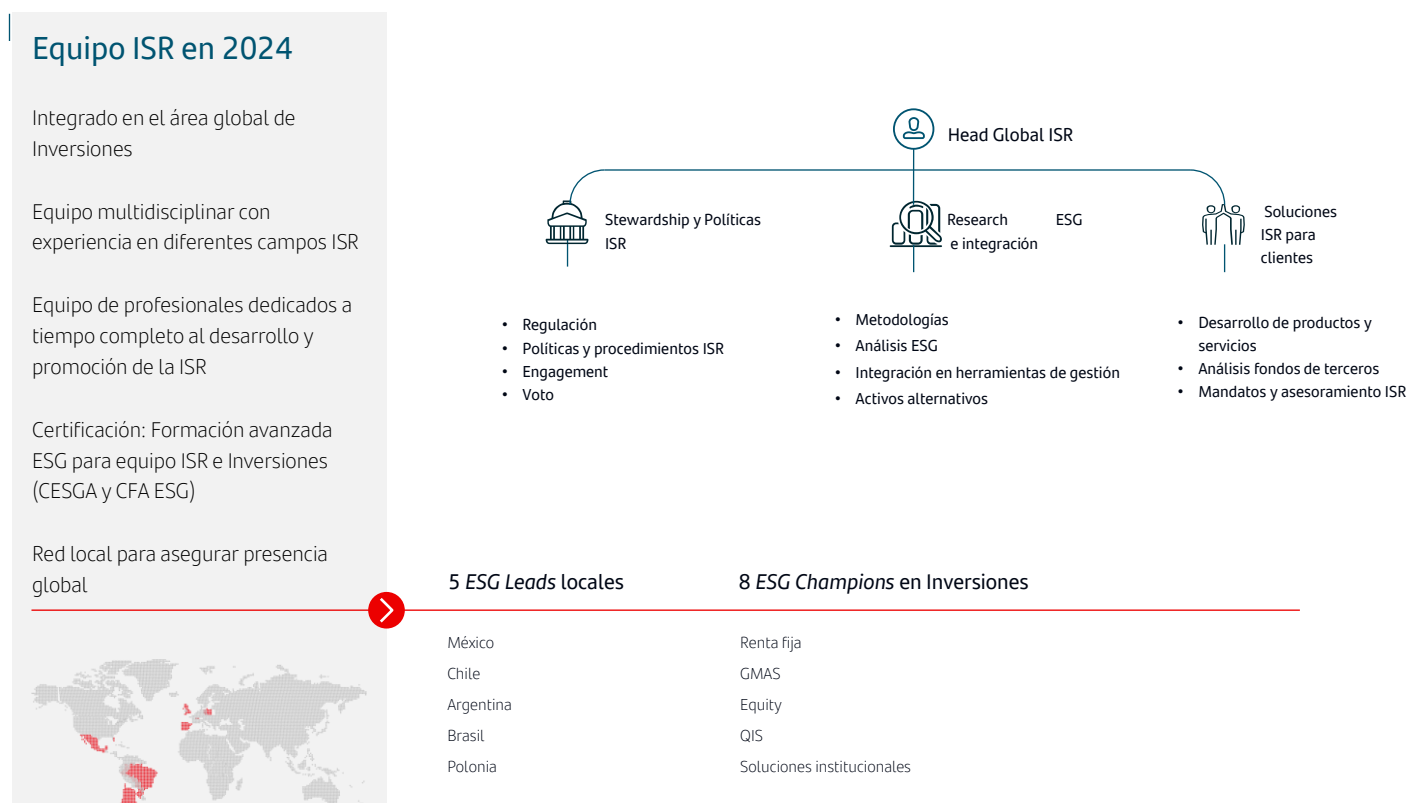 Equipo ISR en 2024
Integrado en el área global de
Inversiones
Equipo multidisciplinar con
experiencia en diferentes campos ISR
Equipo de profesionales dedicados a
tiempo completo al desarrollo y
promoción de la ISR
Certificación: Formación avanzada
ESG para equipo ISR e Inversiones
(CESGA y CFA ESG)
Red local para asegurar presencia
global
Head Global ISR
Stewardship y Políticas
ISR
• Regulación
• Políticas y procedimientos ISR
• Engagement
• Voto
Research ESG
e integración
• Metodologías
• Análisis ESG
• Integración en herramientas de gestión
• Activos alternativos
Soluciones
ISR para
clientes
• Desarrollo de productos y
servicios
• Análisis fondos de terceros
• Mandatos y asesoramiento ISR
5 ESG Leads locales
México
Chile
Argentina
Brasil
Polonia
8 ESG Champions en Inversiones
Renta fija
GMAS
Equity
QIS
Soluciones institucionales